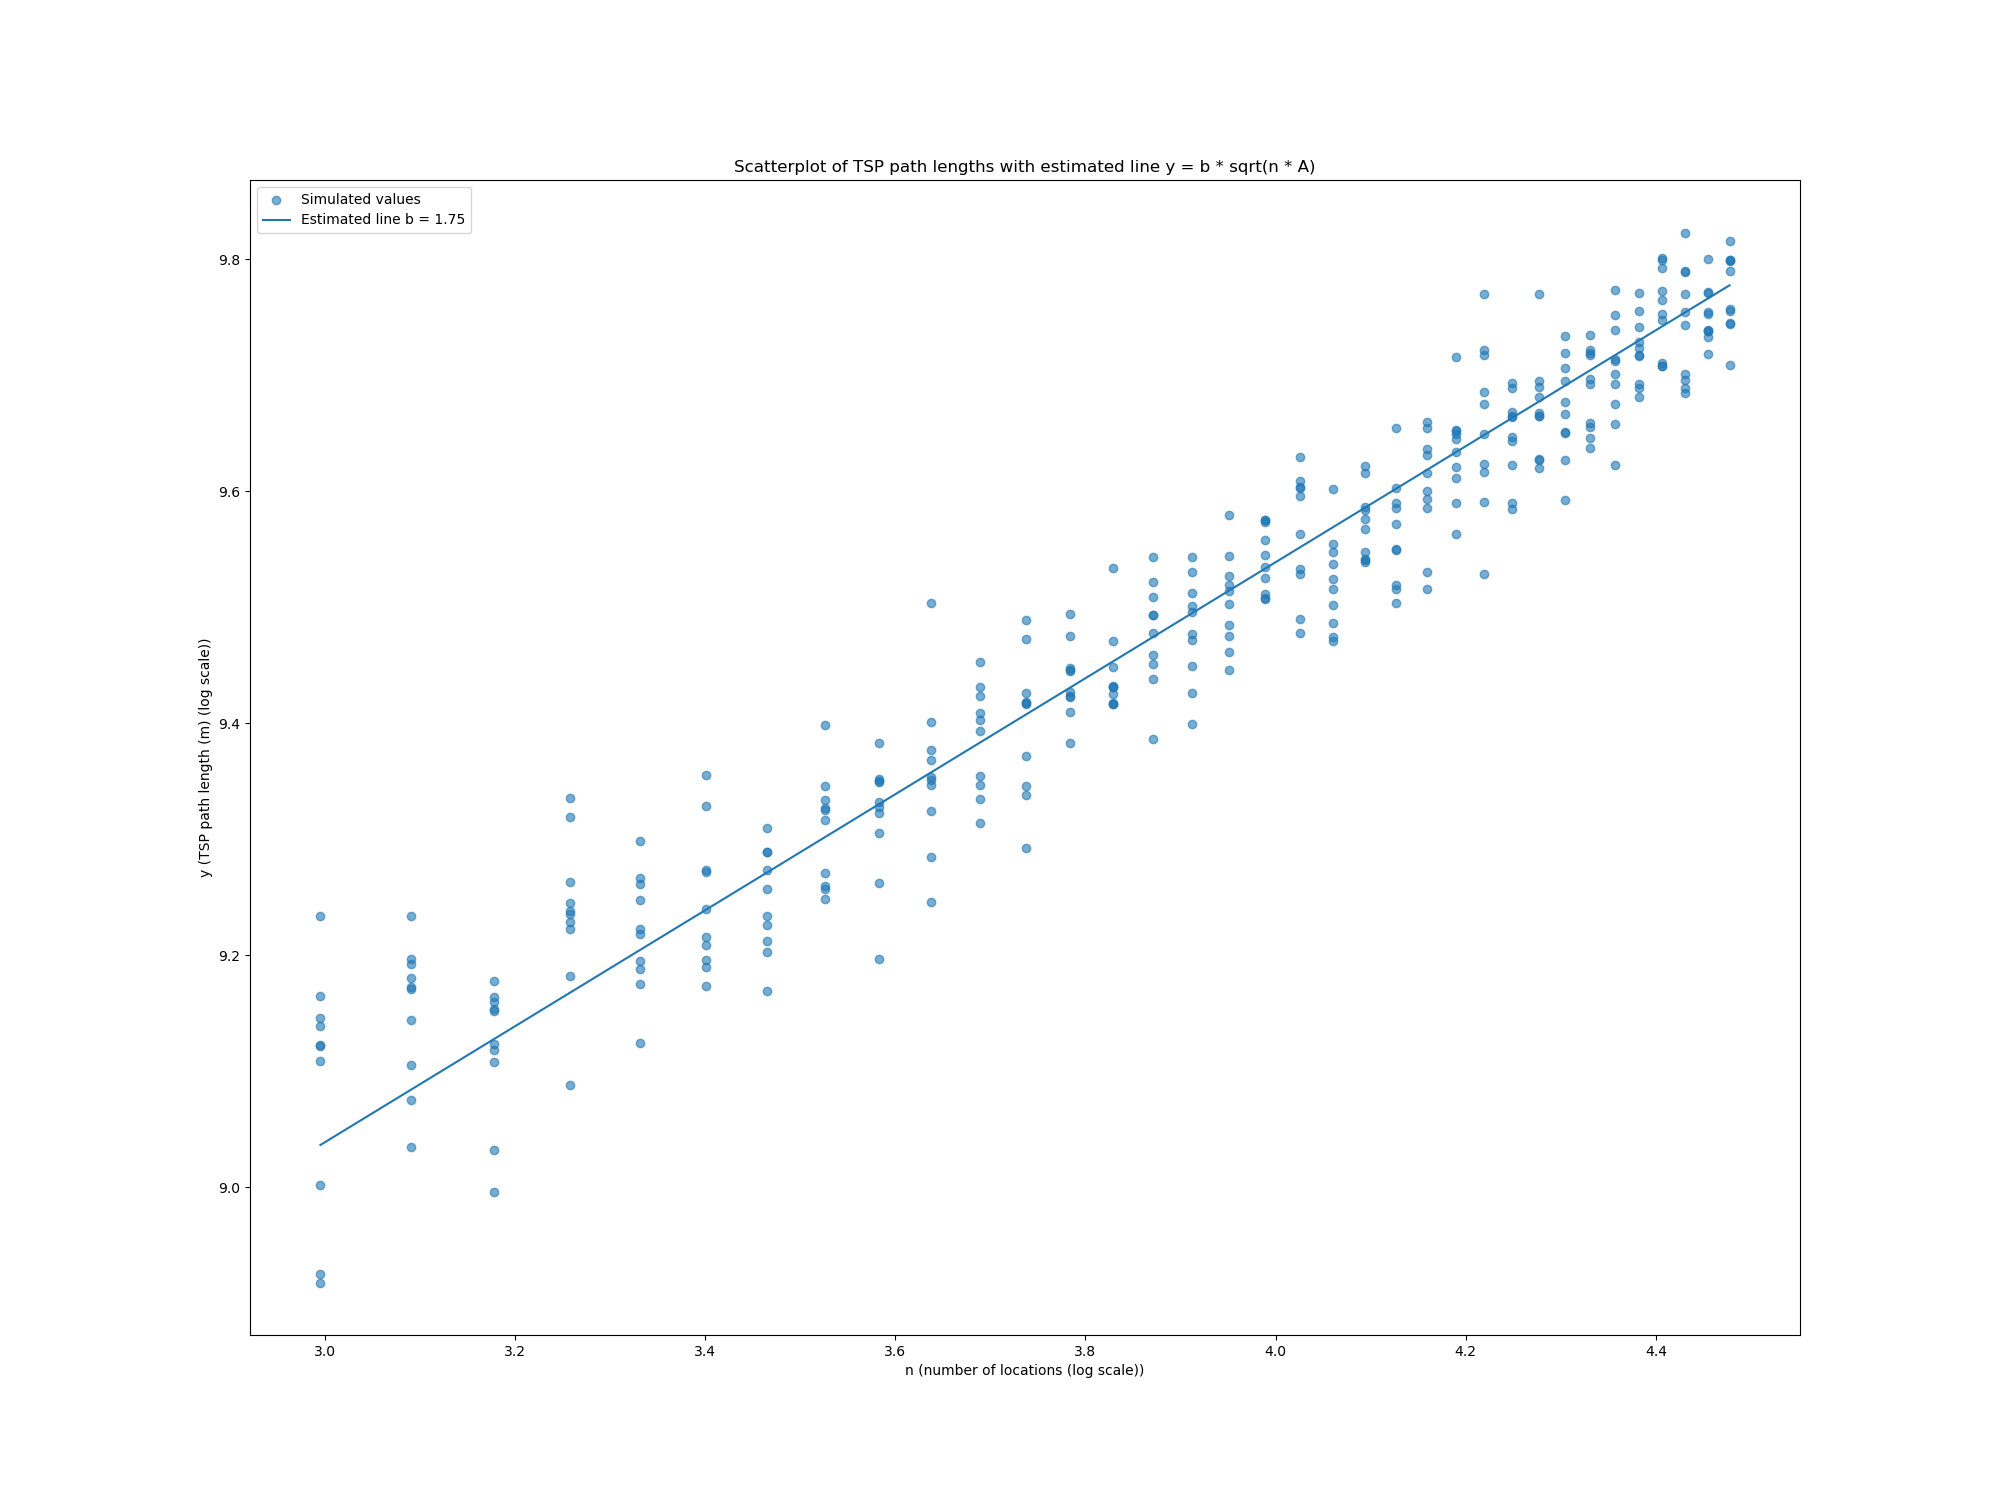 Scatterplot of TSP path lengths with estimated line y = b * sqrt(n * A)
Simulated values
Estimated line b = 1.75
9.8
9.6
9.4
9.2
9.0
y (TSP path length (m) (log scale))
3.0
3.2
3.4
3.6
3.8
4.0
4.2
4.4
n (number of locations (log scale))